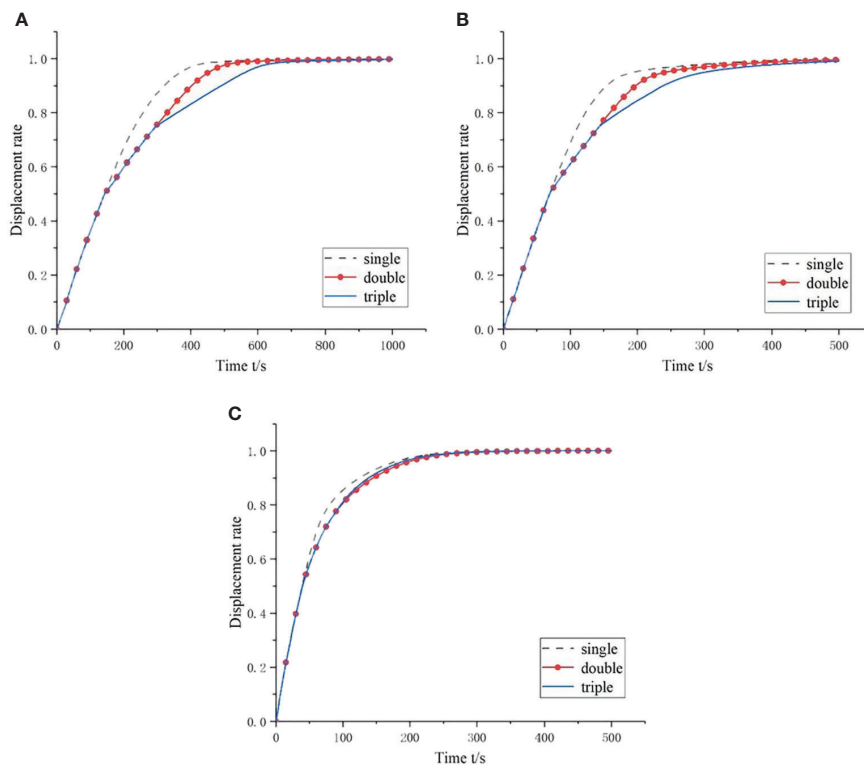 A
Displacement rate
1.0
0.8
0.6
0.4
0.2
0.0
0 200 400 600 800 1000
Time t/s
single
double
triple
B
Displacement rate
1.0
0.8
0.6
0.4
0.2
0.0
0 100 200 300 400 500
Time t/s
single
double
triple
C
Displacement rate
1.0
0.8
0.6
0.4
0.2
0.0
0 100 200 300 400 500
Time t/s
single
double
triple